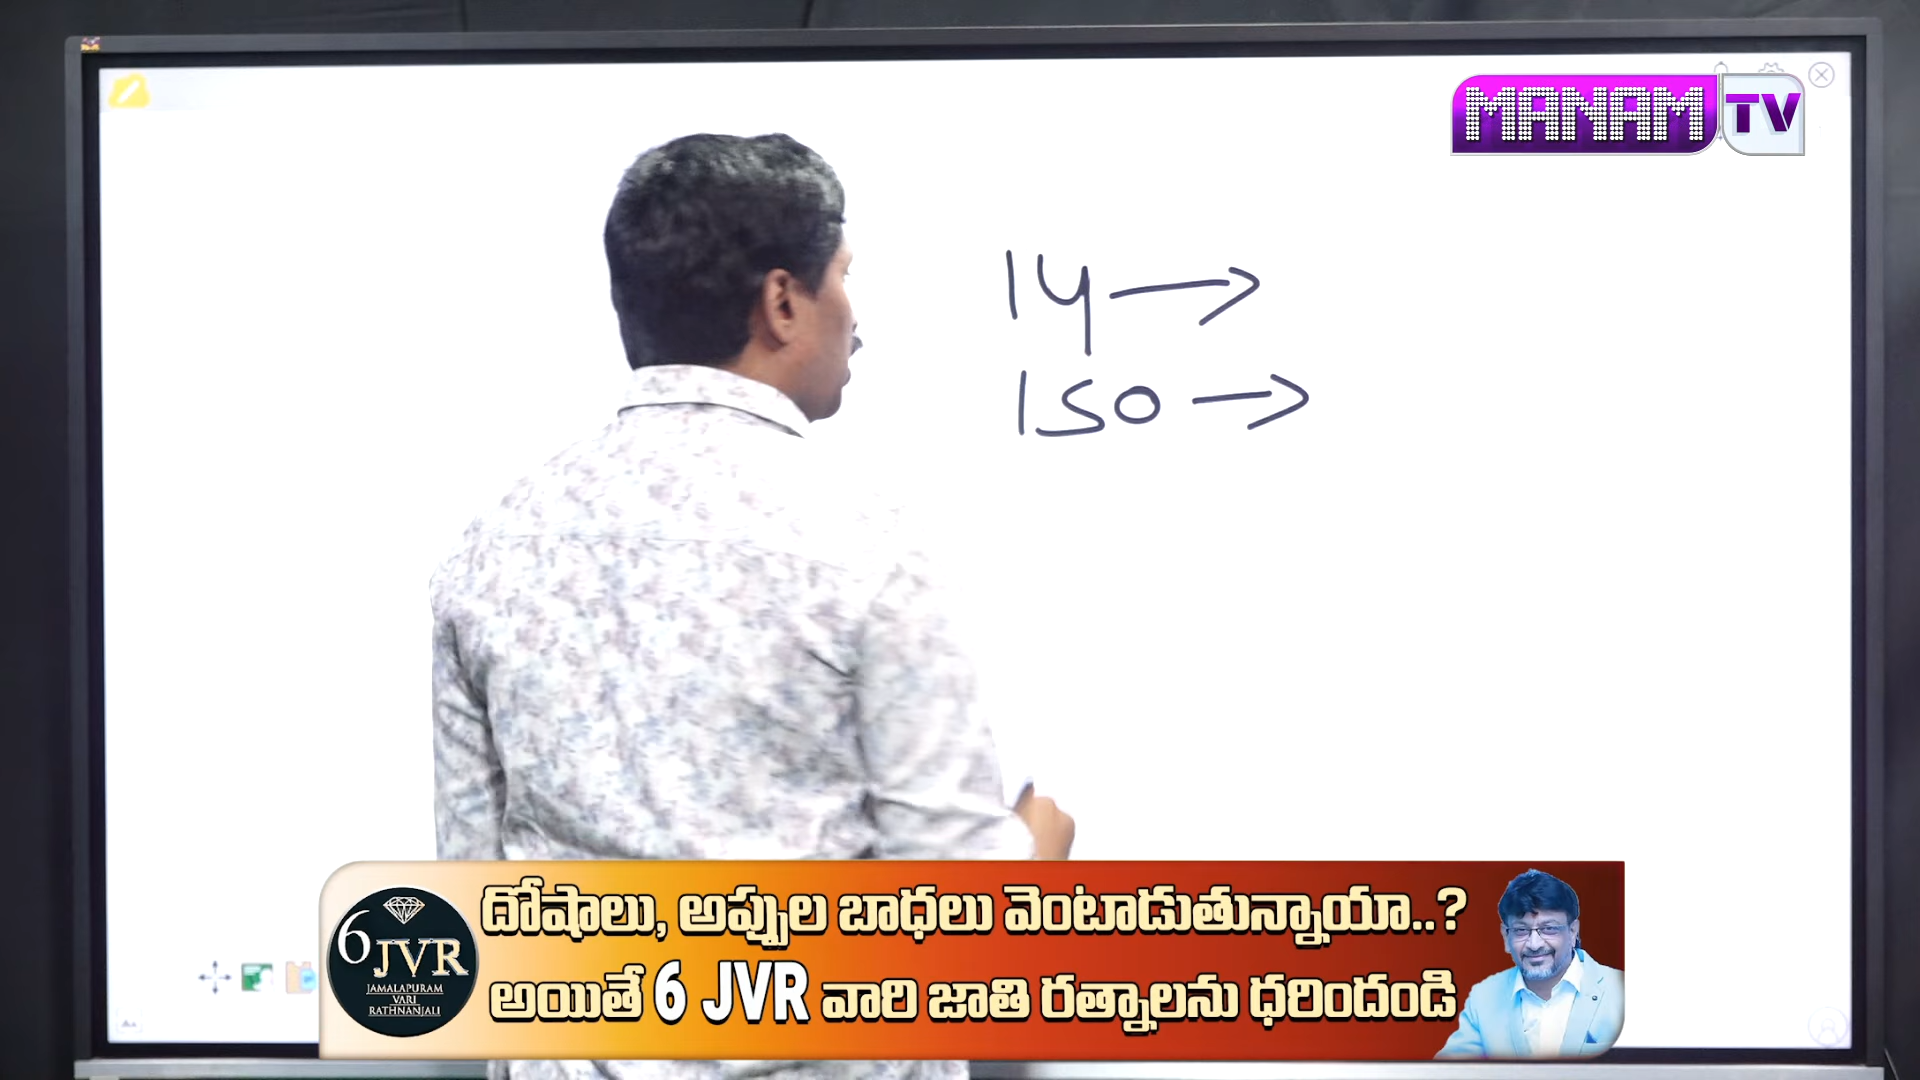 MANAM TV
14 →
150 →
దోషాలు, అప్పుల బాధలు వెంటాడుతున్నాయా..?
అయితే 6 JVR వారి జాతి రత్నాలను ధరించండి
6 JVR
JAMALAPURAM
VARI
RATHNANJALI